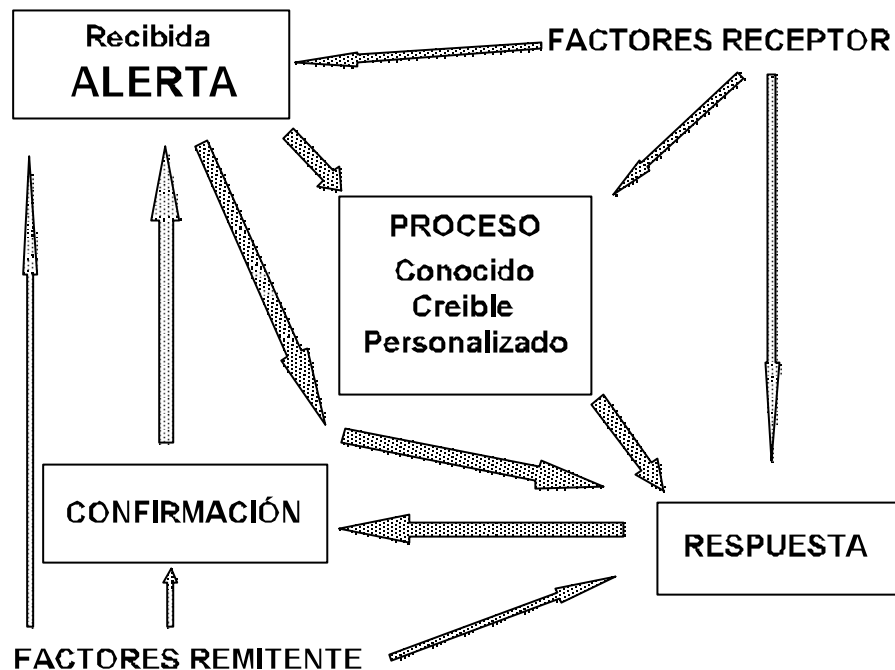 Recibida
ALERTA
FACTORES RECEPTOR
PROCESO
Conocido
Creible
Personalizado
CONFIRMACIÓN
RESPUESTA
FACTORES REMITENTE